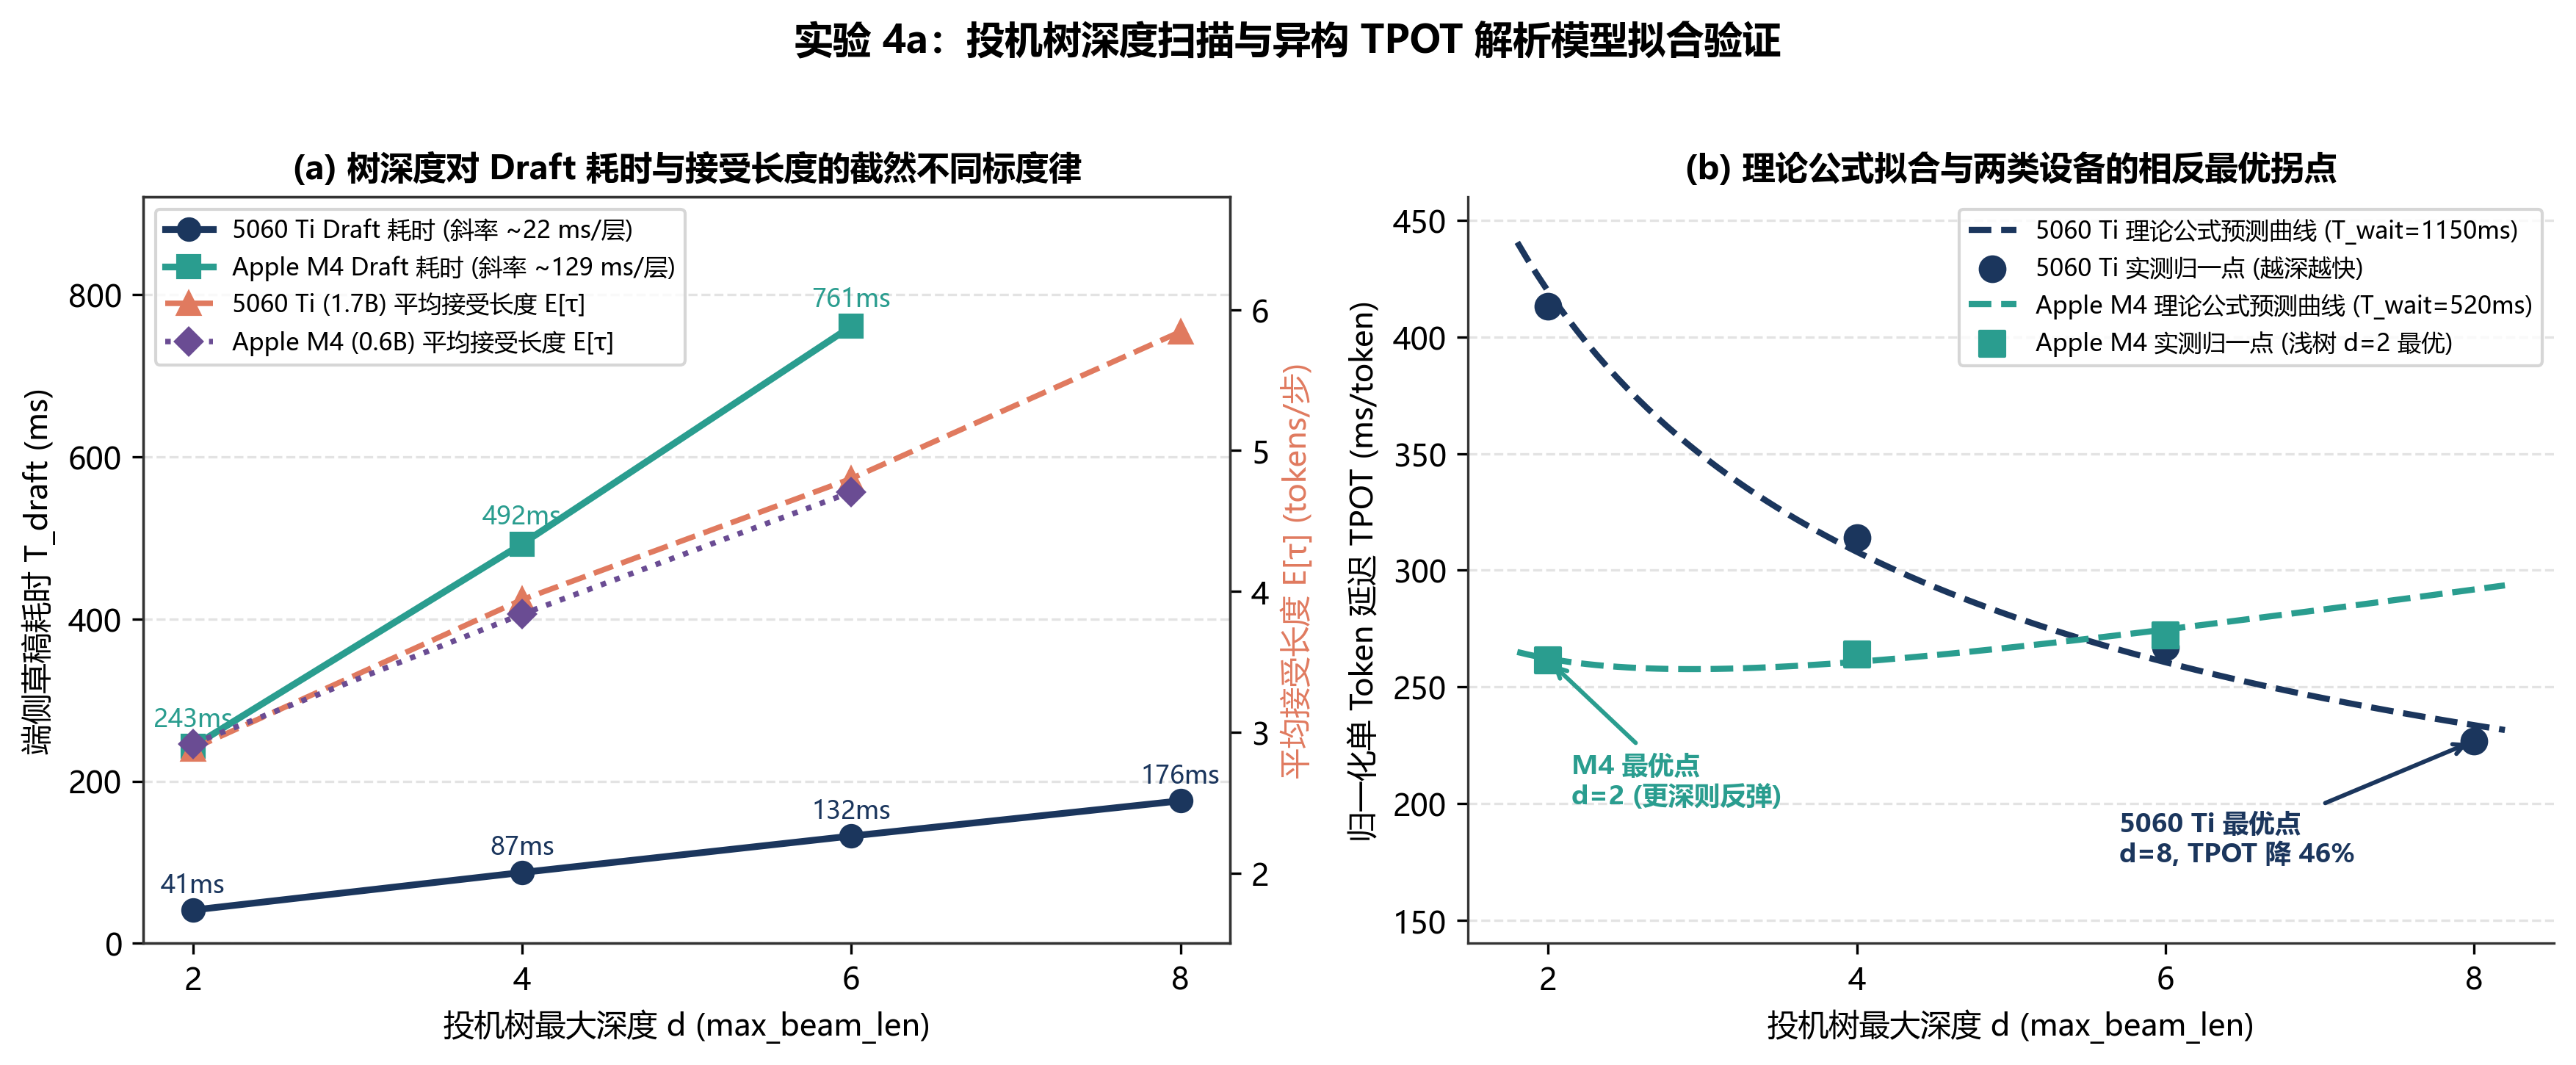 实验 4a：投机树深度扫描与异构 TPOT 解析模型拟合验证
(a) 树深度对 Draft 耗时与接受长度的截然不同标度律
5060 Ti Draft 耗时 (斜率 ~22 ms/层)
Apple M4 Draft 耗时 (斜率 ~129 ms/层)
5060 Ti (1.7B) 平均接受长度 E[τ]
Apple M4 (0.6B) 平均接受长度 E[τ]
端侧草稿耗时 T_draft (ms)
800
600
400
200
0
761ms
492ms
243ms
176ms
132ms
87ms
41ms
6
5
4
3
2
平均接受长度 E[τ] (tokens/步)
2
4
6
8
投机树最大深度 d (max_beam_len)
(b) 理论公式拟合与两类设备的相反最优拐点
5060 Ti 理论公式预测曲线 (T_wait=1150ms)
5060 Ti 实测归一点 (越深越快)
Apple M4 理论公式预测曲线 (T_wait=520ms)
Apple M4 实测归一点 (浅树 d=2 最优)
归一化单 Token 延迟 TPOT (ms/token)
450
400
350
300
250
200
150
M4 最优点
d=2 (更深则反弹)
5060 Ti 最优点
d=8, TPOT 降 46%
2
4
6
8
投机树最大深度 d (max_beam_len)